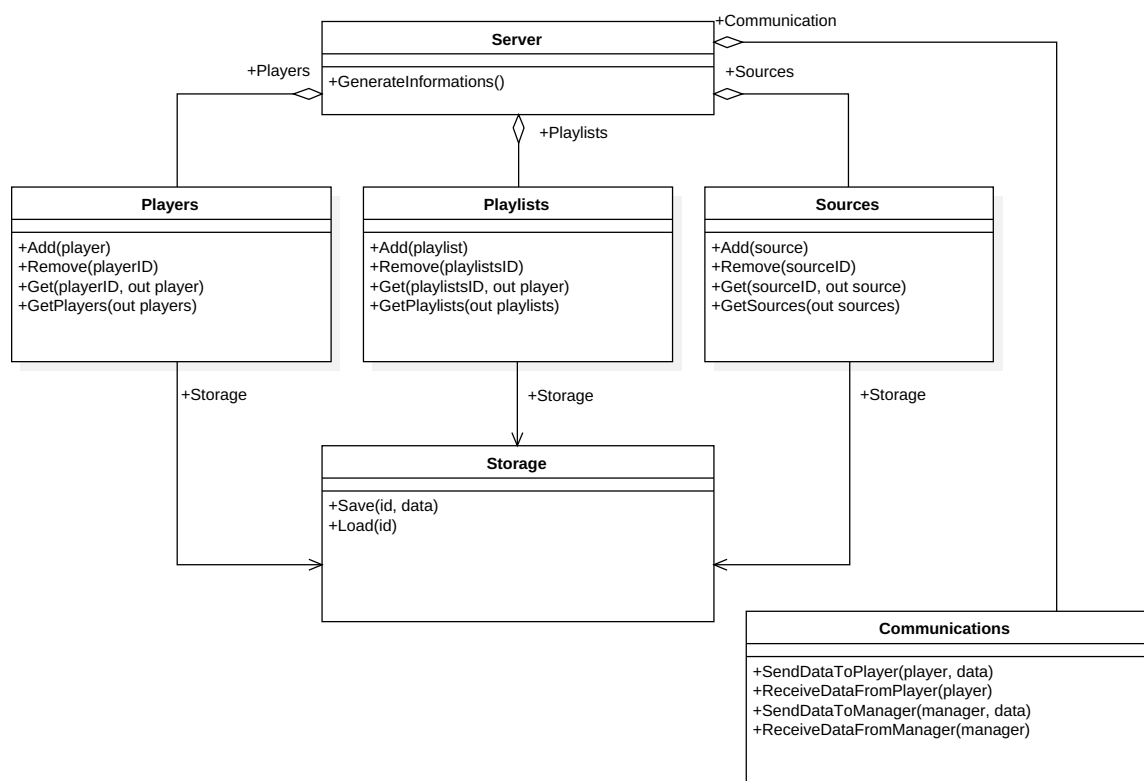 +Communication
Server
+Players
+Sources
+GenerateInformations()
+Playlists
Players
+Add(player)
+Remove(playerID)
+Get(playerID, out player)
+GetPlayers(out players)
Playlists
+Add(playlist)
+Remove(playlistsID)
+Get(playlistsID, out player)
+GetPlaylists(out playlists)
Sources
+Add(source)
+Remove(sourceID)
+Get(sourceID, out source)
+GetSources(out sources)
+Storage
+Storage
+Storage
Storage
+Save(id, data)
+Load(id)
Communications
+SendDataToPlayer(player, data)
+ReceiveDataFromPlayer(player)
+SendDataToManager(manager, data)
+ReceiveDataFromManager(manager)